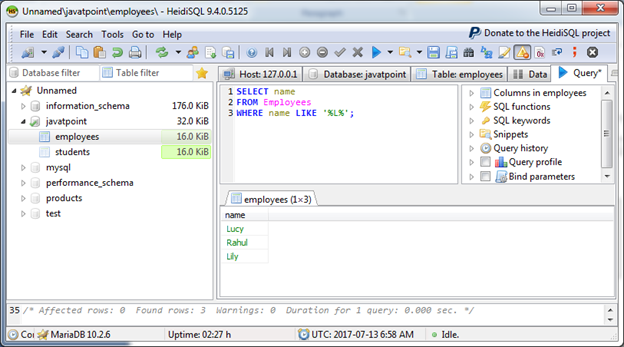 Unnamed\javatpoint\employees\ - HeidiSQL 9.4.0.5125
File Edit Search Tools Go to Help
Donate to the HeidiSQL project
Database filter
Table filter
Host: 127.0.0.1
Database: javatpoint
Table: employees
Data
Query*
Unnamed
information_schema 176.0 KiB
javatpoint 32.0 KiB
employees 16.0 KiB
students 16.0 KiB
mysql
performance_schema
products
test
1 SELECT name
2 FROM Employees
3 WHERE name LIKE '%L%';
Columns in employees
SQL functions
SQL keywords
Snippets
Query history
Query profile
Bind parameters
employees (1×3)
name
Lucy
Rahul
Lily
35 /* Affected rows: 0 Found rows: 3 Warnings: 0 Duration for 1 query: 0.000 sec. */
MariaDB 10.2.6
Uptime: 02:27 h
UTC: 2017-07-13 6:58 AM
Idle.